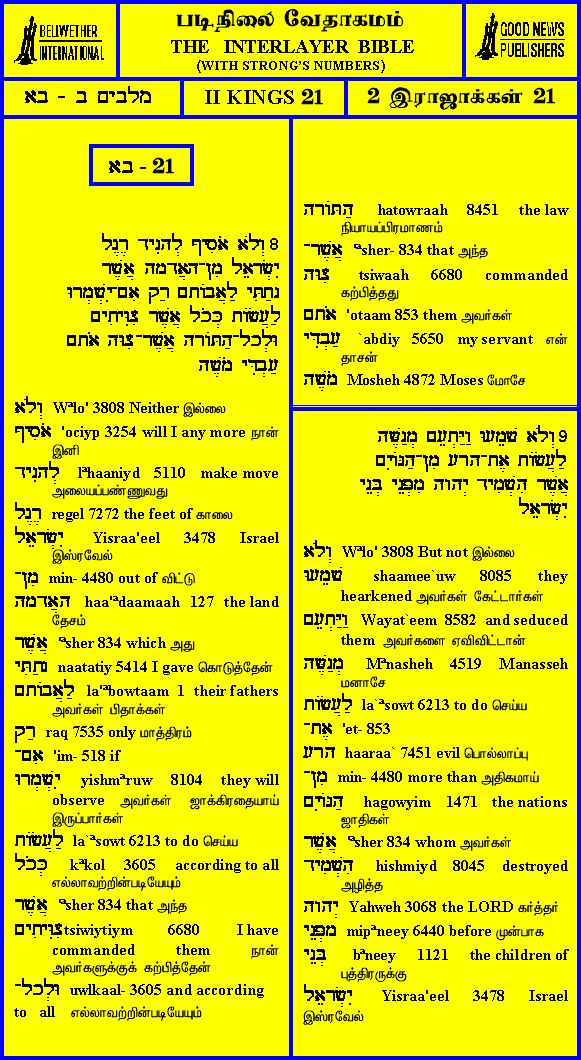 BELLWETHER
INTERNATIONAL
படிநிலை வேதாகமம்
THE INTERLAYER BIBLE
(WITH STRONG'S NUMBERS)
GOOD NEWS
PUBLISHERS
מלבים ב - בא
II KINGS 21
2 இராஜாக்கள் 21
בא - 21
8 וְלֹא אֹסִיף לְהָנִיד רֶגֶל
יִשְׂרָאֵל מִן־הָאֲדָמָה אֲשֶׁר
נָתַתִּי לַאֲבוֹתָם רַק אִם־יִשְׁמְרוּ
לַעֲשׂוֹת כְּכֹל אֲשֶׁר צִוִּיתִים
וּלְכָל־הַתּוֹרָה אֲשֶׁר־צִוָּה אֹתָם
עַבְדִּי מֹשֶׁה
וְלֹא Wªlo' 3808 Neither இல்லை
אֹסִיף 'ociyp 3254 will I any more நான்
இனி
לְהָנִיד lªhaaniyd 5110 make move
அலையப்பண்ணுவது
רֶגֶל regel 7272 the feet of காலை
יִשְׂרָאֵל Yisraa'eel 3478 Israel
இஸ்ரவேல்
מִן־ min- 4480 out of விட்டு
הָאֲדָמָה haa'ªdaamaah 127 the land
தேசம்
אֲשֶׁר ªsher 834 which அது
נָתַתִּי naatatiy 5414 I gave கொடுத்தேன்
לַאֲבוֹתָם la'ªbowtaam 1 their fathers
அவர்கள் பிதாக்கள்
רַק raq 7535 only மாத்திரம்
אִם־ 'im- 518 if
יִשְׁמְרוּ yishmªruw 8104 they will
observe அவர்கள் ஜாக்கிரதையாய்
இருப்பார்கள்
לַעֲשׂוֹת la`ªsowt 6213 to do செய்ய
כְּכֹל kªkol 3605 according to all
எல்லாவற்றின்படியேயும்
אֲשֶׁר ªsher 834 that அந்த
צִוִּיתִים tsiwiytiym 6680 I have
commanded them நான்
அவர்களுக்குக் கற்பித்தேன்
וּלְכָל־ uwlkaal- 3605 and according
to all எல்லாவற்றின்படியேயும்
הַתּוֹרָה hatowraah 8451 the law
நியாயப்பிரமாணம்
אֲשֶׁר־ ªsher- 834 that அந்த
צִוָּה tsiwaah 6680 commanded
கற்பித்தது
אֹתָם 'otaam 853 them அவர்கள்
עַבְדִּי `abdiy 5650 my servant என்
தாசன்
מֹשֶׁה Mosheh 4872 Moses மோசே
9 וְלֹא שָׁמֵעוּ וַיַּתְעֵם מְנַשֶּׁה
לַעֲשׂוֹת אֶת־הָרָע מִן־הַגּוֹיִם
אֲשֶׁר הִשְׁמִיד יְהוָה מִפְּנֵי בְּנֵי
יִשְׂרָאֵל
וְלֹא Wªlo' 3808 But not இல்லை
שָׁמֵעוּ shaamee`uw 8085 they
hearkened அவர்கள் கேட்டார்கள்
וַיַּתְעֵם Wayat`eem 8582 and seduced
them அவர்களை ஏவிவிட்டான்
מְנַשֶּׁה Mªnasheh 4519 Manasseh
மனாசே
לַעֲשׂוֹת la`ªsowt 6213 to do செய்ய
אֶת־ 'et- 853
הָרַע haaraa` 7451 evil பொல்லாப்பு
מִן־ min- 4480 more than அதிகமாய்
הַגּוֹיִם hagowyim 1471 the nations
ஜாதிகள்
אֲשֶׁר ªsher 834 whom அவர்கள்
הִשְׁמִיד hishmiyd 8045 destroyed
அழித்த
יְהוָה Yahweh 3068 the LORD கர்த்தர்
מִפְּנֵי mipªneey 6440 before முன்பாக
בְּנֵי bªneey 1121 the children of
புத்திரருக்கு
יִשְׂרָאֵל Yisraa'eel 3478 Israel
இஸ்ரவேல்